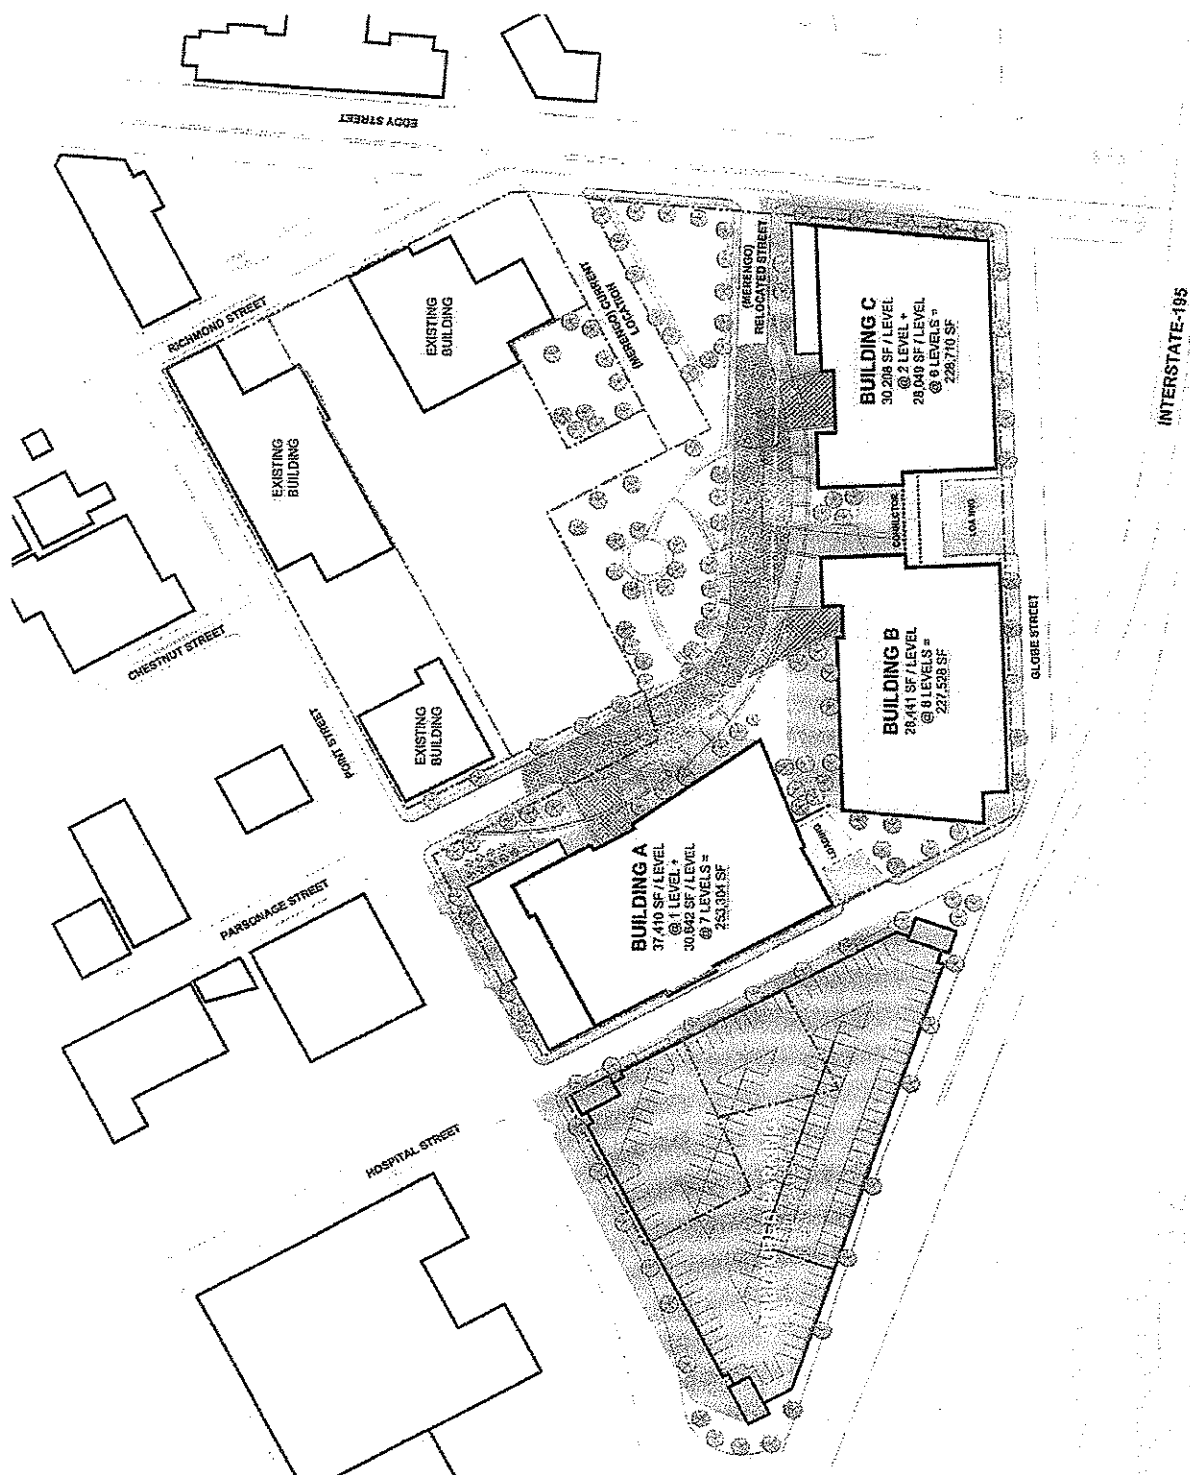 EDDY STREET
RICHMOND STREET
EXISTING
BUILDING
(MERENGO) CURRENT
LOCATION
(MERENGO)
RELOCATED STREET
BUILDING C
30,208 SF / LEVEL
@ 2 LEVEL +
28,049 SF / LEVEL
@ 6 LEVELS =
228,710 SF
INTERSTATE-195
EXISTING
BUILDING
CONNECTOR
LOADING
CHESTNUT STREET
POINT STREET
EXISTING
BUILDING
BUILDING B
28,441 SF / LEVEL
@ 8 LEVELS =
227,528 SF
GLOBE STREET
LOADING
BUILDING A
37,410 SF / LEVEL
@ 1 LEVEL +
30,842 SF / LEVEL
@ 7 LEVELS =
253,304 SF
PARSONAGE STREET
HOSPITAL STREET